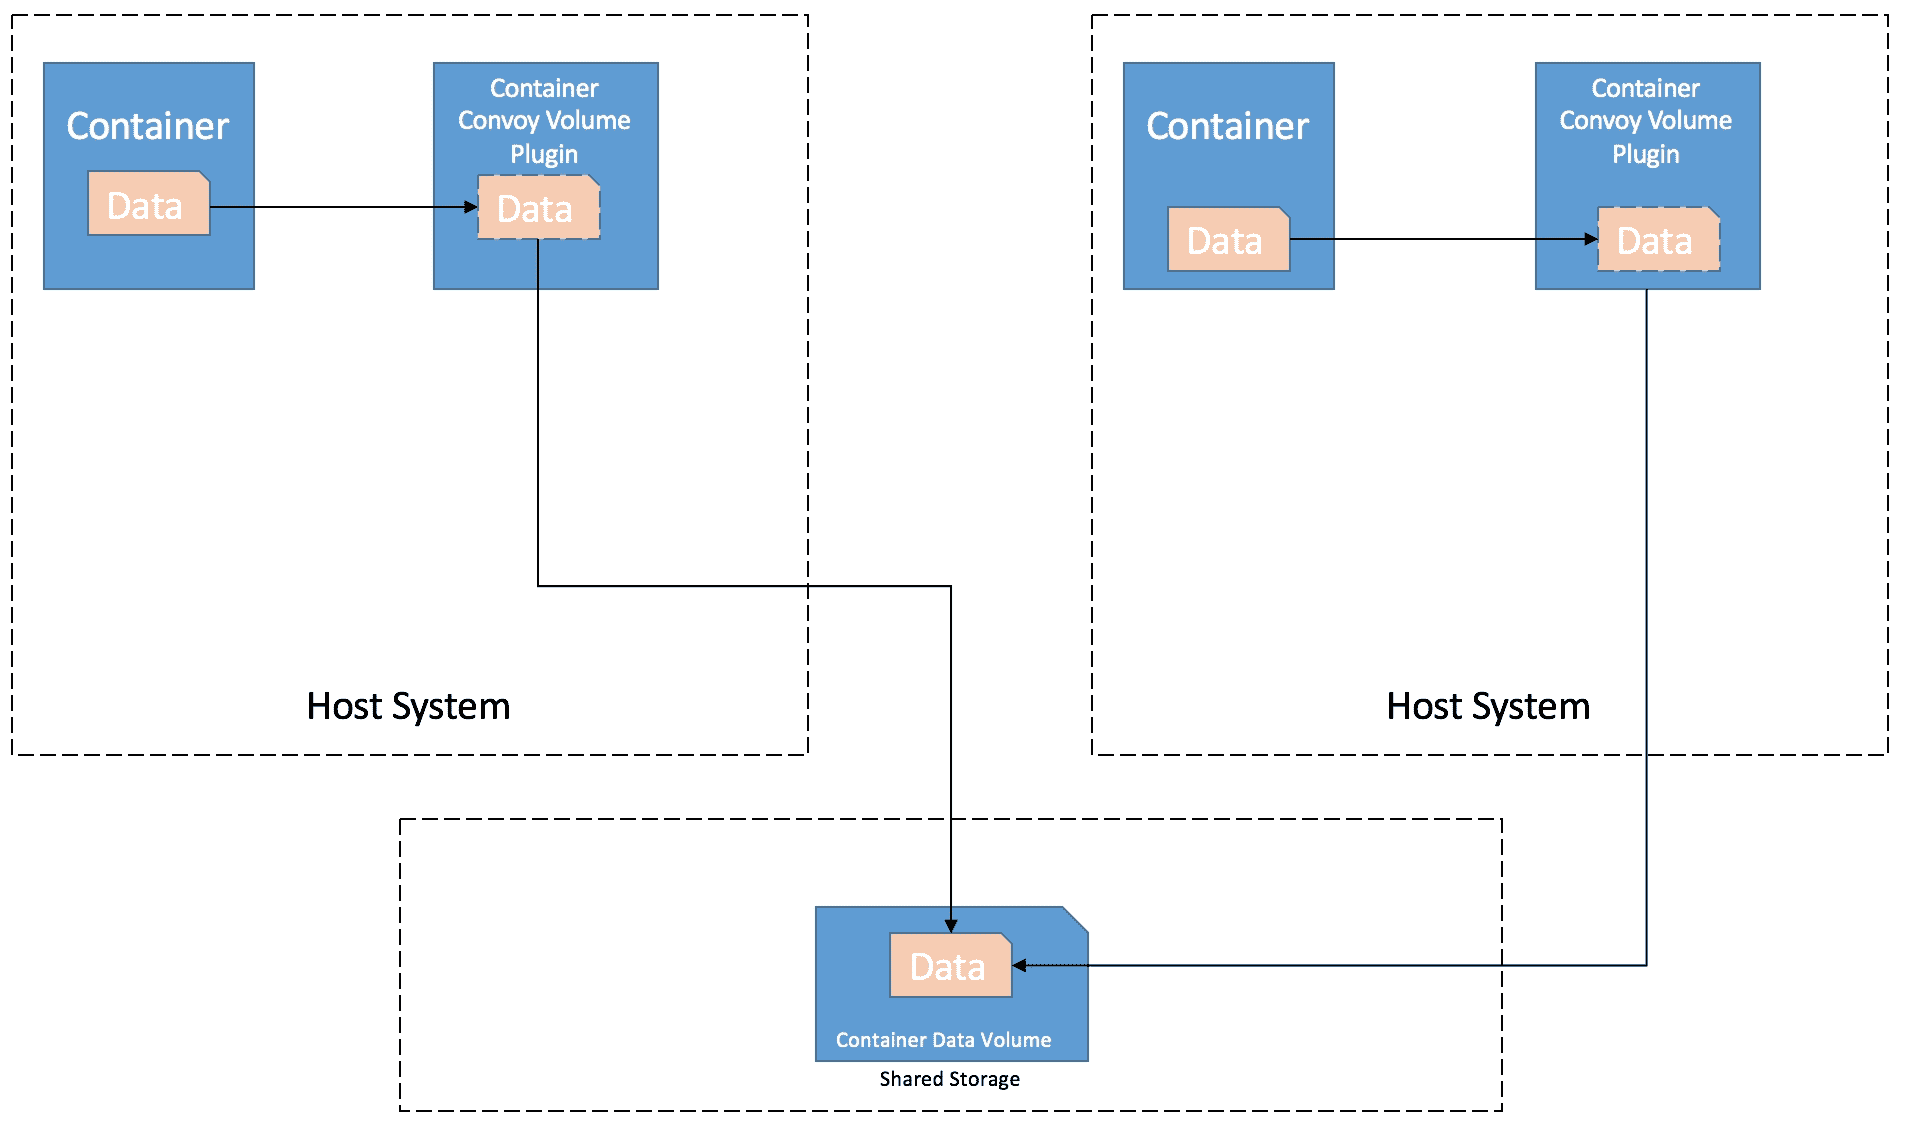 Container
Data
Container
Convoy Volume
Plugin
Data
Host System
Container
Data
Container
Convoy Volume
Plugin
Data
Host System
Data
Container Data Volume
Shared Storage